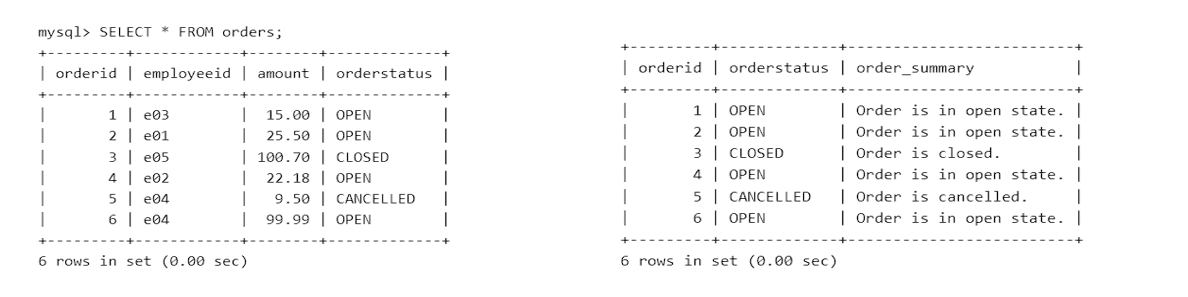 mysql> SELECT * FROM orders;
+---------+------------+--------+-------------+
| orderid | employeeid | amount | orderstatus |
+---------+------------+--------+-------------+
|       1 | e03        |  15.00 | OPEN        |
|       2 | e01        |  25.50 | OPEN        |
|       3 | e05        | 100.70 | CLOSED      |
|       4 | e02        |  22.18 | OPEN        |
|       5 | e04        |   9.50 | CANCELLED   |
|       6 | e04        |  99.99 | OPEN        |
+---------+------------+--------+-------------+
6 rows in set (0.00 sec)
+---------+-------------+-------------------------+
| orderid | orderstatus | order_summary           |
+---------+-------------+-------------------------+
|       1 | OPEN        | Order is in open state. |
|       2 | OPEN        | Order is in open state. |
|       3 | CLOSED      | Order is closed.        |
|       4 | OPEN        | Order is in open state. |
|       5 | CANCELLED   | Order is cancelled.     |
|       6 | OPEN        | Order is in open state. |
+---------+-------------+-------------------------+
6 rows in set (0.00 sec)